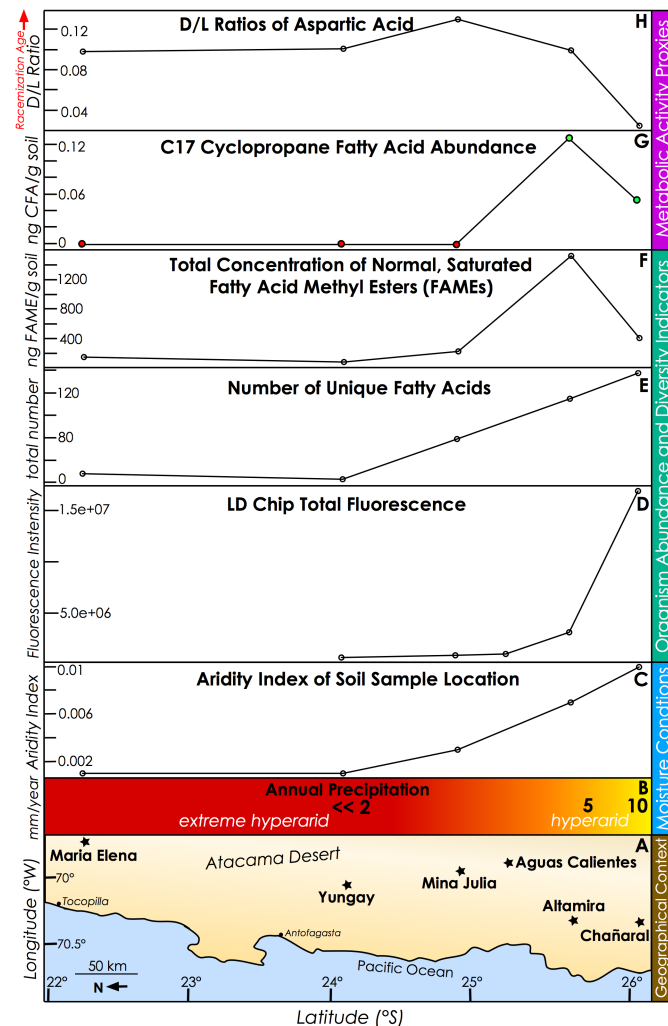 D/L Ratios of Aspartic Acid
H
Racemization Age
D/L Ratio
0.12
0.08
0.04
Metabolic Activity Proxies
C17 Cyclopropane Fatty Acid Abundance
G
ng CFA/g soil
0.12
0.06
0
Total Concentration of Normal, Saturated
Fatty Acid Methyl Esters (FAMEs)
F
ng FAME/g soil
1200
800
400
Organism Abundance and Diversity Indicators
Number of Unique Fatty Acids
E
total number
120
80
0
LD Chip Total Fluorescence
D
Fluorescence Instensity
1.5e+07
5.0e+06
Aridity Index of Soil Sample Location
C
Aridity Index
0.01
0.006
0.002
Moisture Condtions
Annual Precipitation
B
mm/year
<< 2
5
10
extreme hyperarid
hyperarid
A
Maria Elena
Atacama Desert
Aguas Calientes
Mina Julia
Yungay
Altamira
Chañaral
Tocopilla
Antofagasta
Pacific Ocean
Longitude (°W)
70°
70.5°
50 km
N
22°
23°
24°
25°
26°
Latitude (°S)
Geographical Context